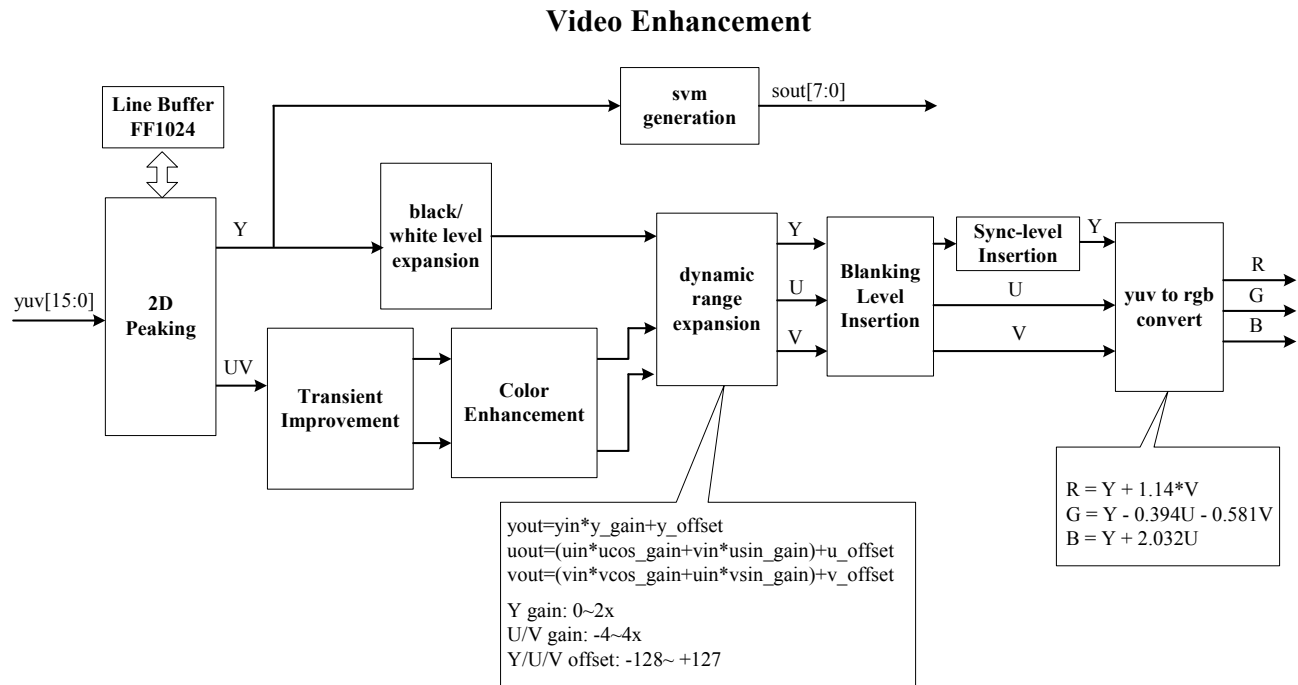 Video Enhancement
Line Buffer
FF1024
svm
generation
sout[7:0]
yuv[15:0]
2D
Peaking
Y
UV
black/
white level
expansion
Transient
Improvement
Color
Enhancement
dynamic
range
expansion
Y
U
V
Blanking
Level
Insertion
Sync-level
Insertion
Y
U
V
yuv to rgb
convert
R
G
B
yout=yin*y_gain+y_offset
uout=(uin*ucos_gain+vin*usin_gain)+u_offset
vout=(vin*vcos_gain+uin*vsin_gain)+v_offset
Y gain: 0~2x
U/V gain: -4~4x
Y/U/V offset: -128~ +127
R = Y + 1.14*V
G = Y - 0.394U - 0.581V
B = Y + 2.032U